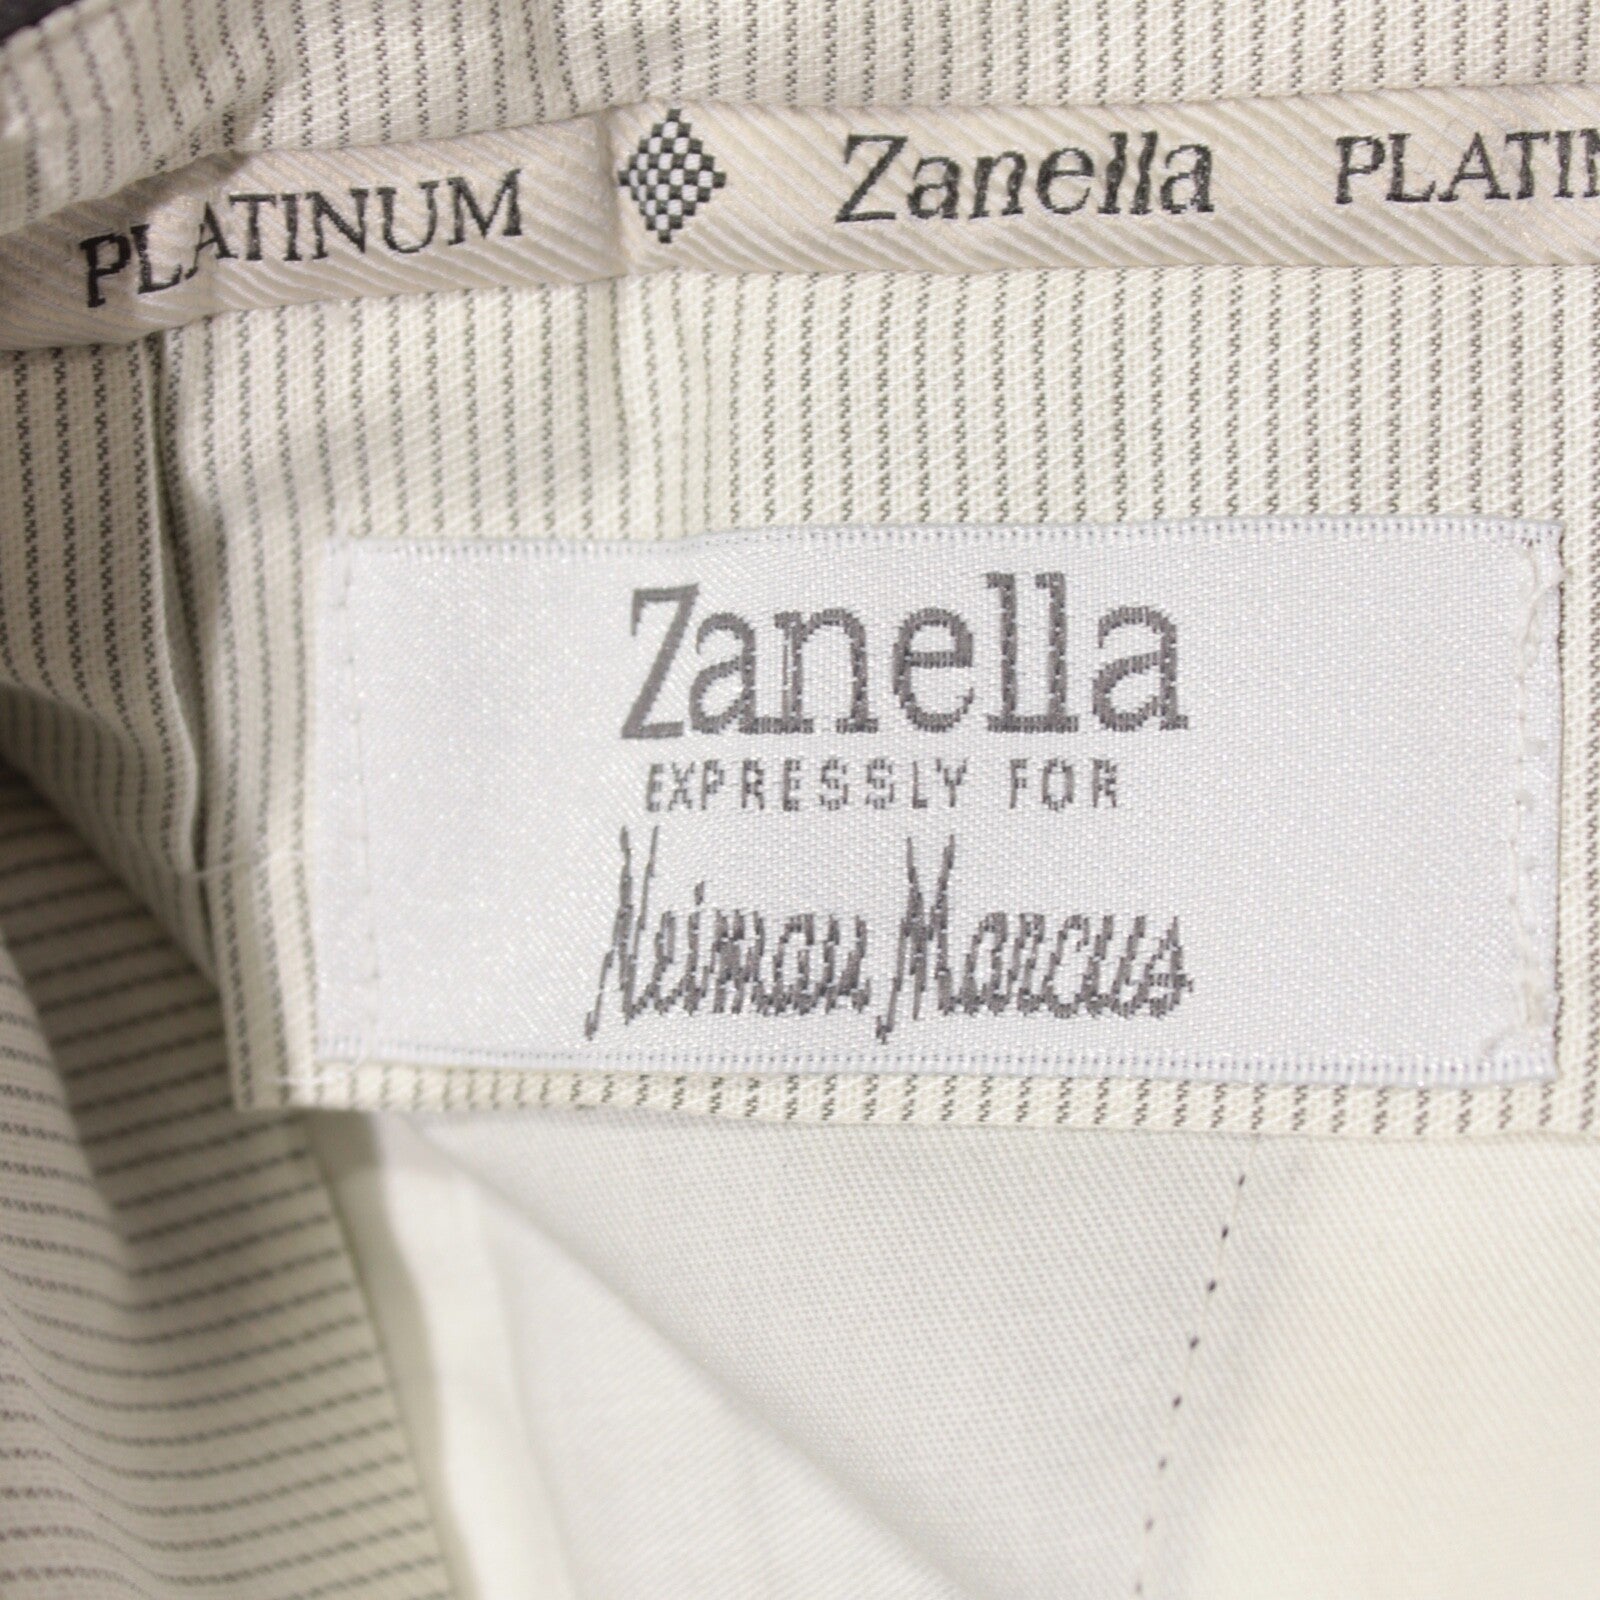 PLATINUM Zanella PLATIN
Zanella
EXPRESSLY FOR
Neiman Marcus